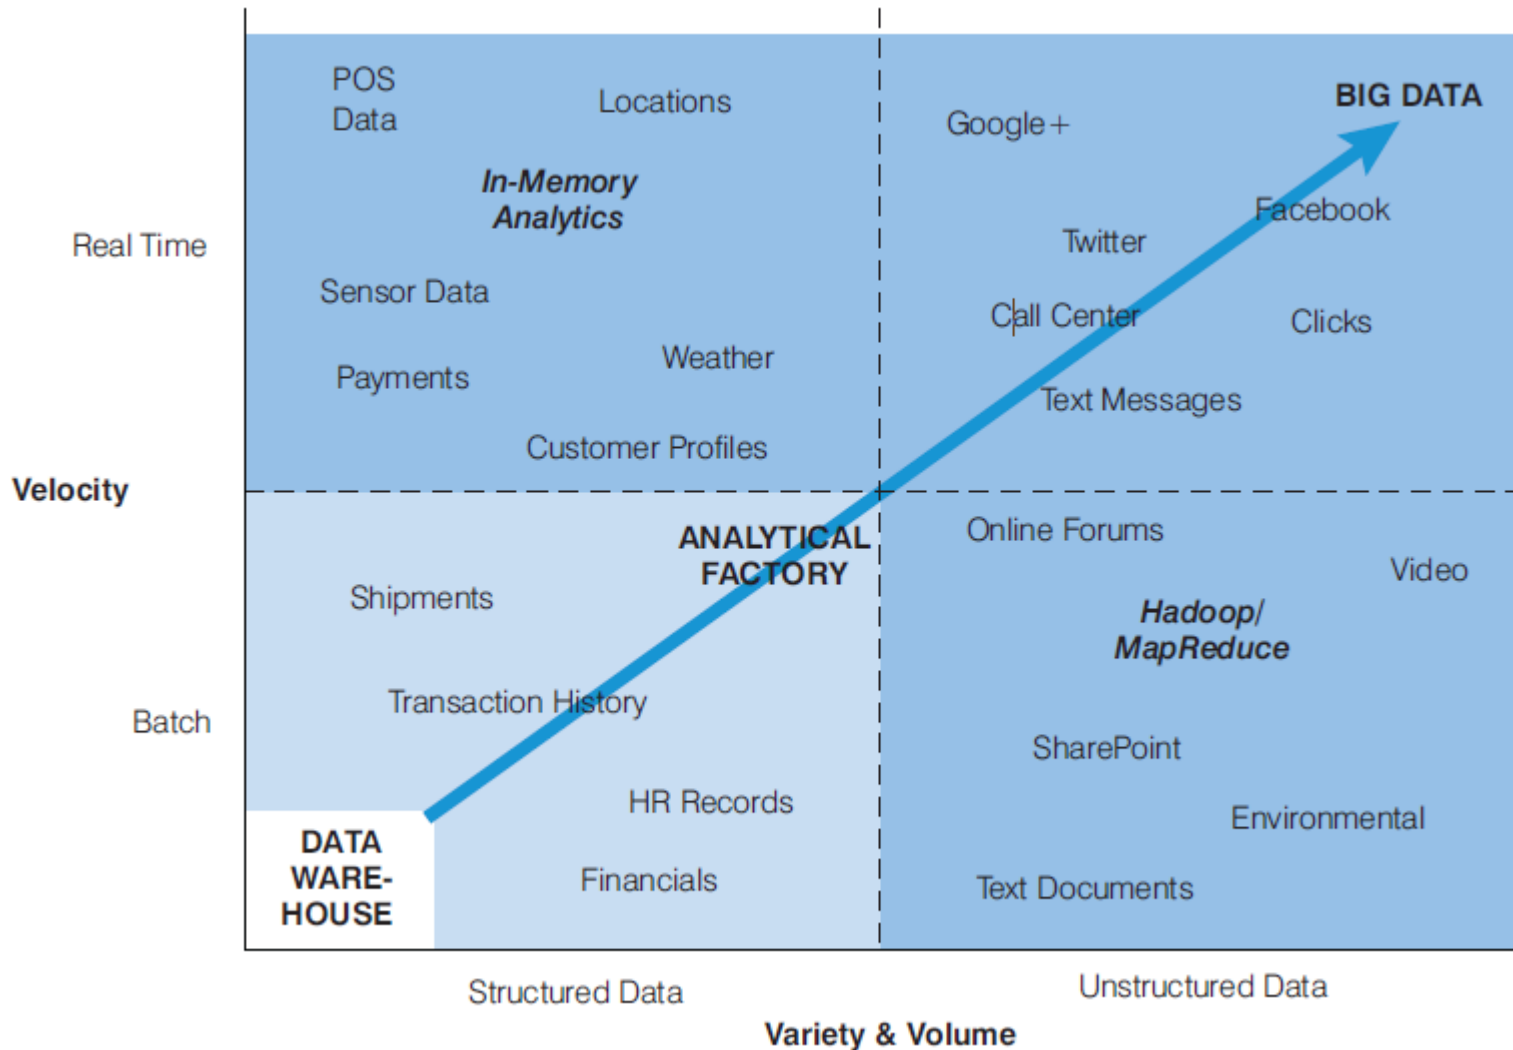 POS
Data
Locations
In-Memory
Analytics
Google+
BIG DATA
Facebook
Twitter
Real Time
Sensor Data
Call Center
Clicks
Weather
Payments
Text Messages
Customer Profiles
Velocity
ANALYTICAL
FACTORY
Online Forums
Video
Shipments
Hadoop/
MapReduce
Transaction History
Batch
SharePoint
HR Records
Environmental
DATA
WARE-
HOUSE
Financials
Text Documents
Structured Data
Unstructured Data
Variety & Volume